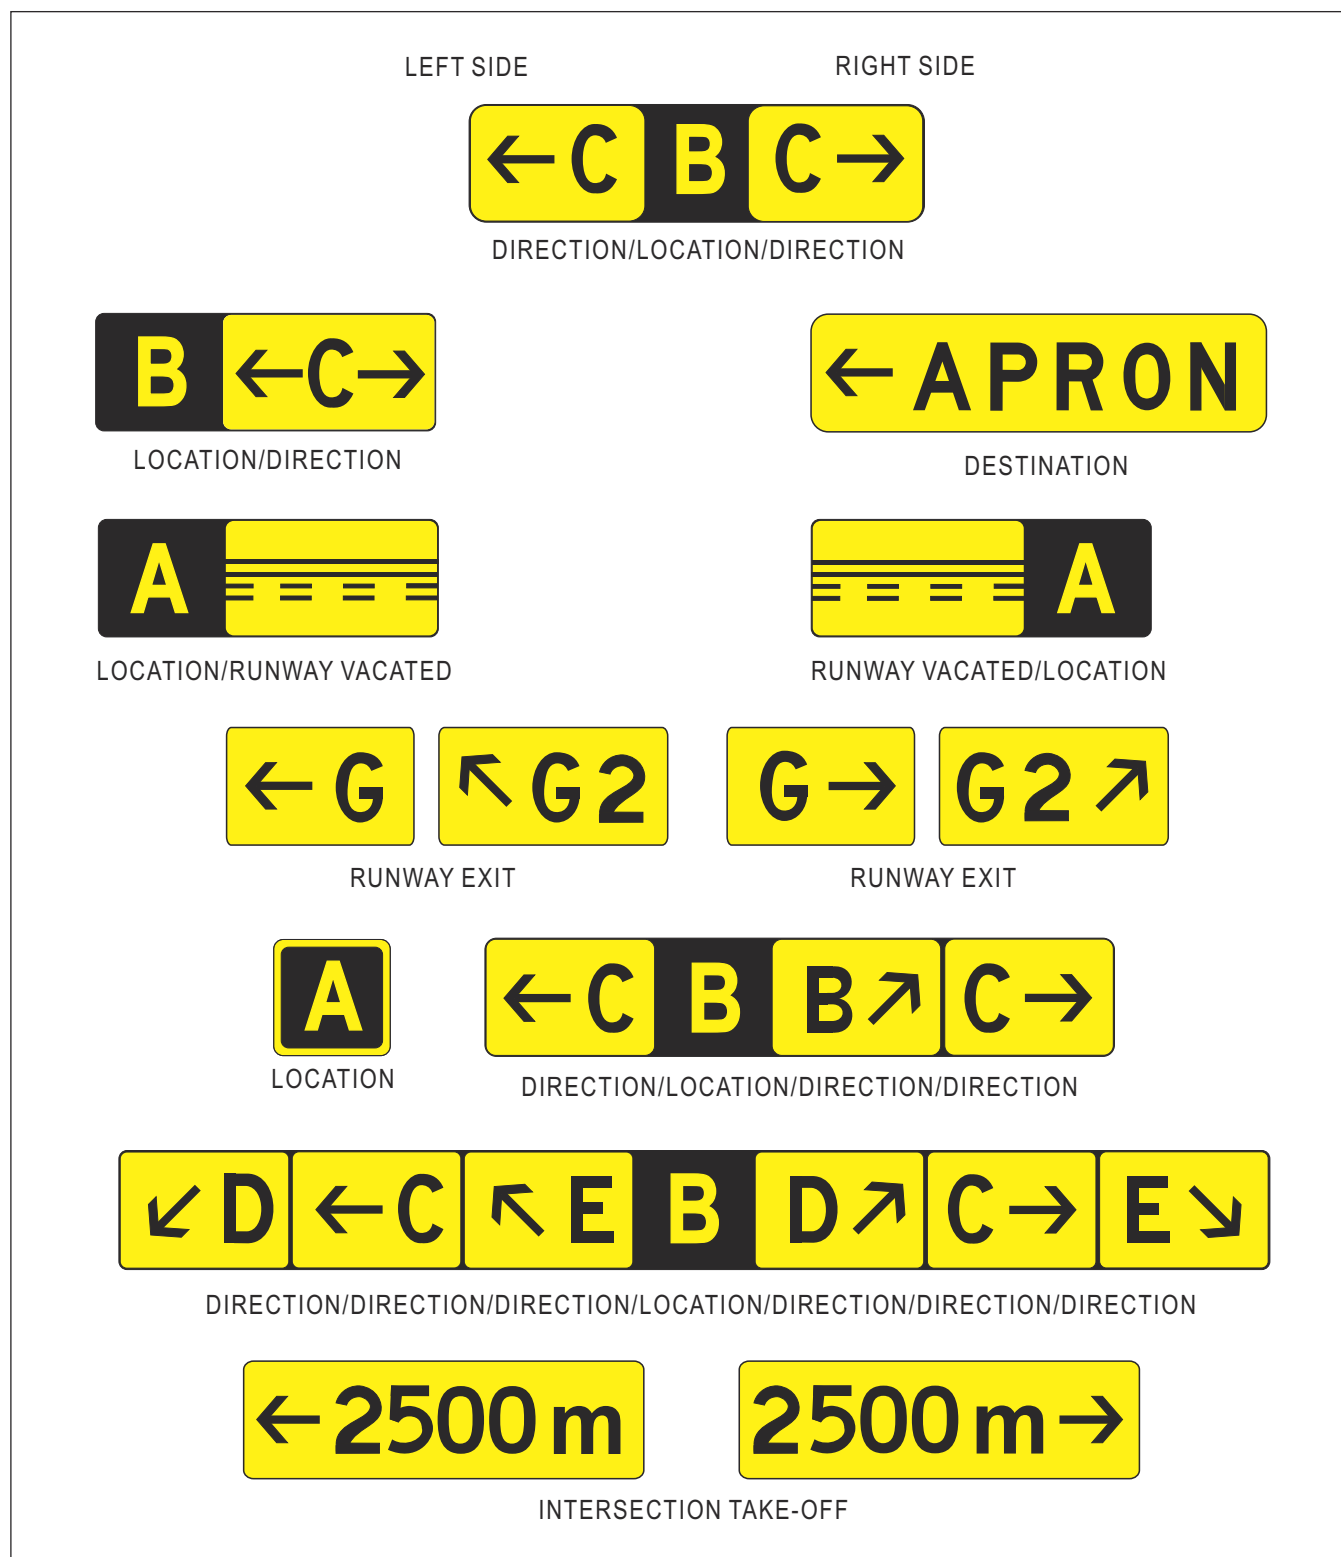 LEFT SIDE RIGHT SIDE
←C B C→
DIRECTION/LOCATION/DIRECTION
B ←C→ ← APRON
LOCATION/DIRECTION DESTINATION
A A
LOCATION/RUNWAY VACATED RUNWAY VACATED/LOCATION
←G ↖G2 G→ G2↗
RUNWAY EXIT RUNWAY EXIT
A ←C B B↗ C→
LOCATION DIRECTION/LOCATION/DIRECTION/DIRECTION
↙D ←C ↖E B D↗ C→ E↘
DIRECTION/DIRECTION/DIRECTION/LOCATION/DIRECTION/DIRECTION/DIRECTION
←2500m 2500m→
INTERSECTION TAKE-OFF